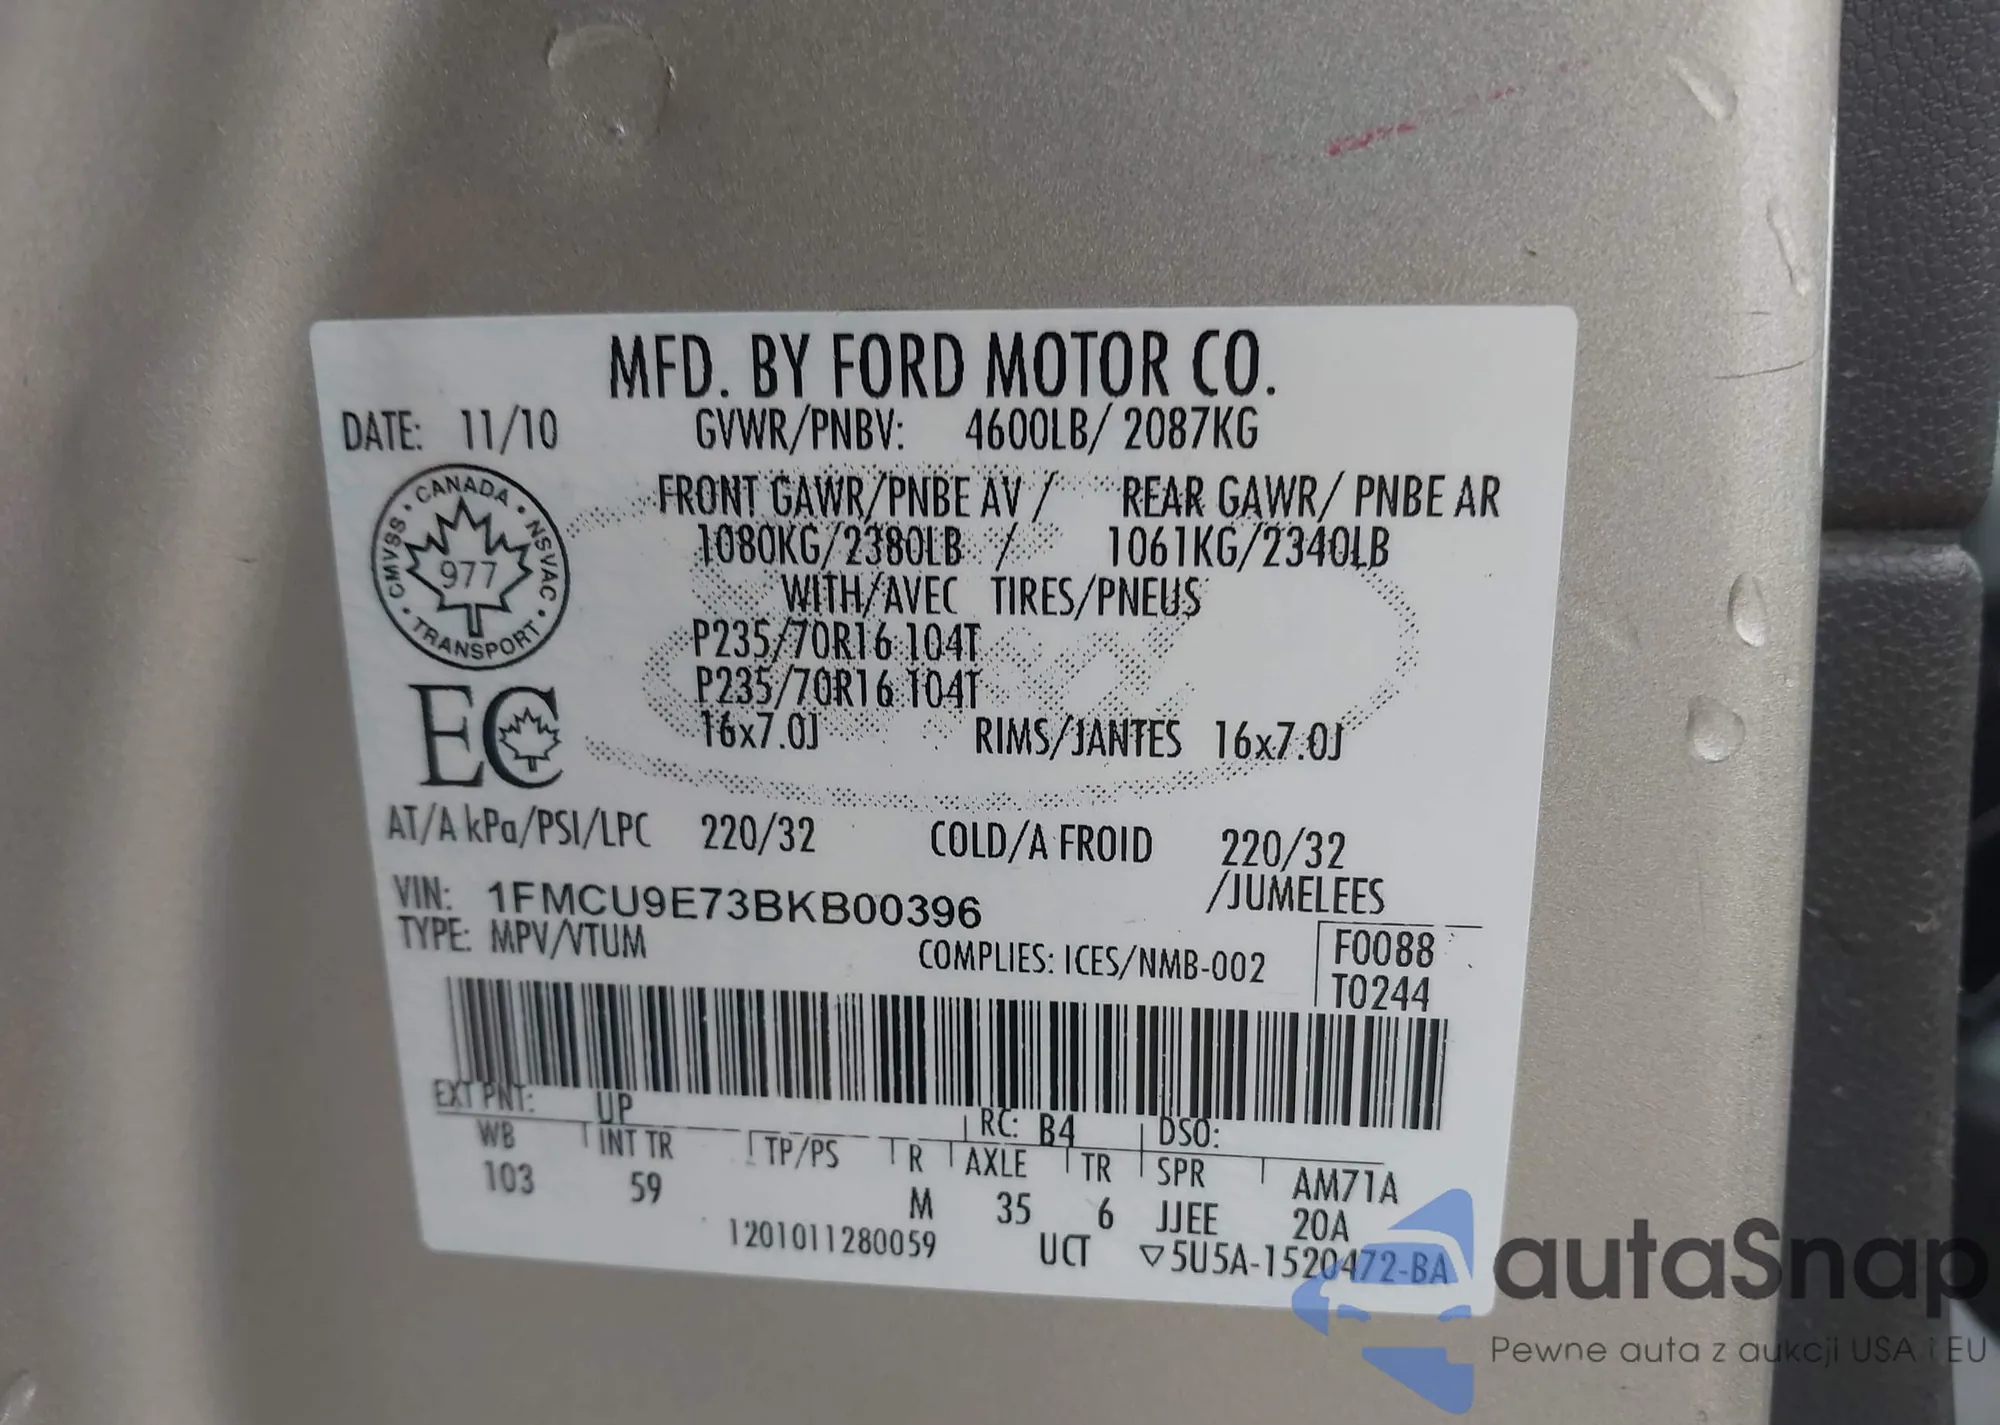 MFD. BY FORD MOTOR CO.
DATE: 11/10 GVWR/PNBV: 4600LB/ 2087KG
FRONT GAWR/PNBE AV / REAR GAWR/ PNBE AR
1080KG/2380LB / 1061KG/2340LB
WITH/AVEC TIRES/PNEUS
P235/70R16 104T
P235/70R16 104T
16x7.0J RIMS/JANTES 16x7.0J
CANADA · NSVAC · TRANSPORT · CMVSS
977
EC
AT/A kPa/PSI/LPC 220/32 COLD/A FROID 220/32
/JUMELEES
VIN: 1FMCU9E73BKB00396
TYPE: MPV/VTUM COMPLIES: ICES/NMB-002
F0088
T0244
EXT PNT: UP RC: B4 DSO:
WB INT TR TP/PS R AXLE TR SPR AM71A
103 59 M 35 6 JJEE 20A
1201011280059 UCT ▽5U5A-1520472-BA
autaSnap
Pewne auta z aukcji USA i EU